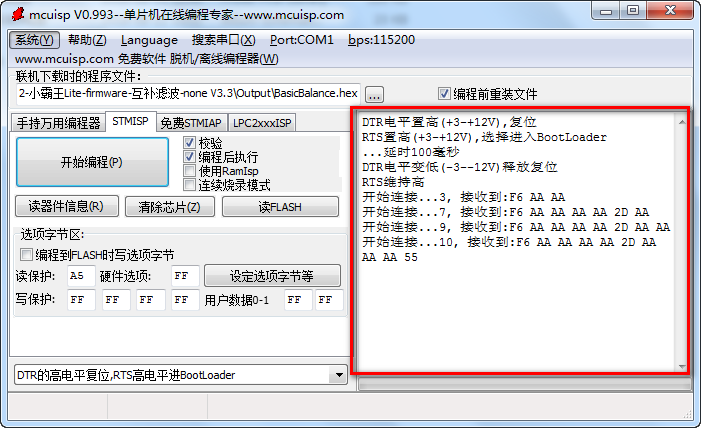 mcuisp V0.993--单片机在线编程专家--www.mcuisp.com
系统(Y) 帮助(Z) Language 搜索串口(X) Port:COM1 bps:115200
www.mcuisp.com 免费软件 脱机/离线编程器(W)
联机下载时的程序文件:
2-小霸王Lite-firmware-互补滤波-none V3.3\Output\BasicBalance.hex ... 编程前重装文件
手持万用编程器 STMISP 免费STMIAP LPC2xxxISP
开始编程(P)
校验
编程后执行
使用RamIsp
连续烧录模式
读器件信息(R) 清除芯片(Z) 读FLASH
选项字节区:
编程到FLASH时写选项字节
读保护: A5 硬件选项: FF 设定选项字节等
写保护: FF FF FF FF 用户数据0-1 FF FF
DTR的高电平复位,RTS高电平进BootLoader
DTR电平置高(+3-+12V),复位
RTS置高(+3-+12V),选择进入BootLoader
...延时100毫秒
DTR电平变低(-3--12V)释放复位
RTS维持高
开始连接...3, 接收到:F6 AA AA
开始连接...7, 接收到:F6 AA AA AA AA 2D AA
开始连接...9, 接收到:F6 AA AA AA AA 2D AA AA
开始连接...10, 接收到:F6 AA AA AA AA 2D AA
AA AA 55